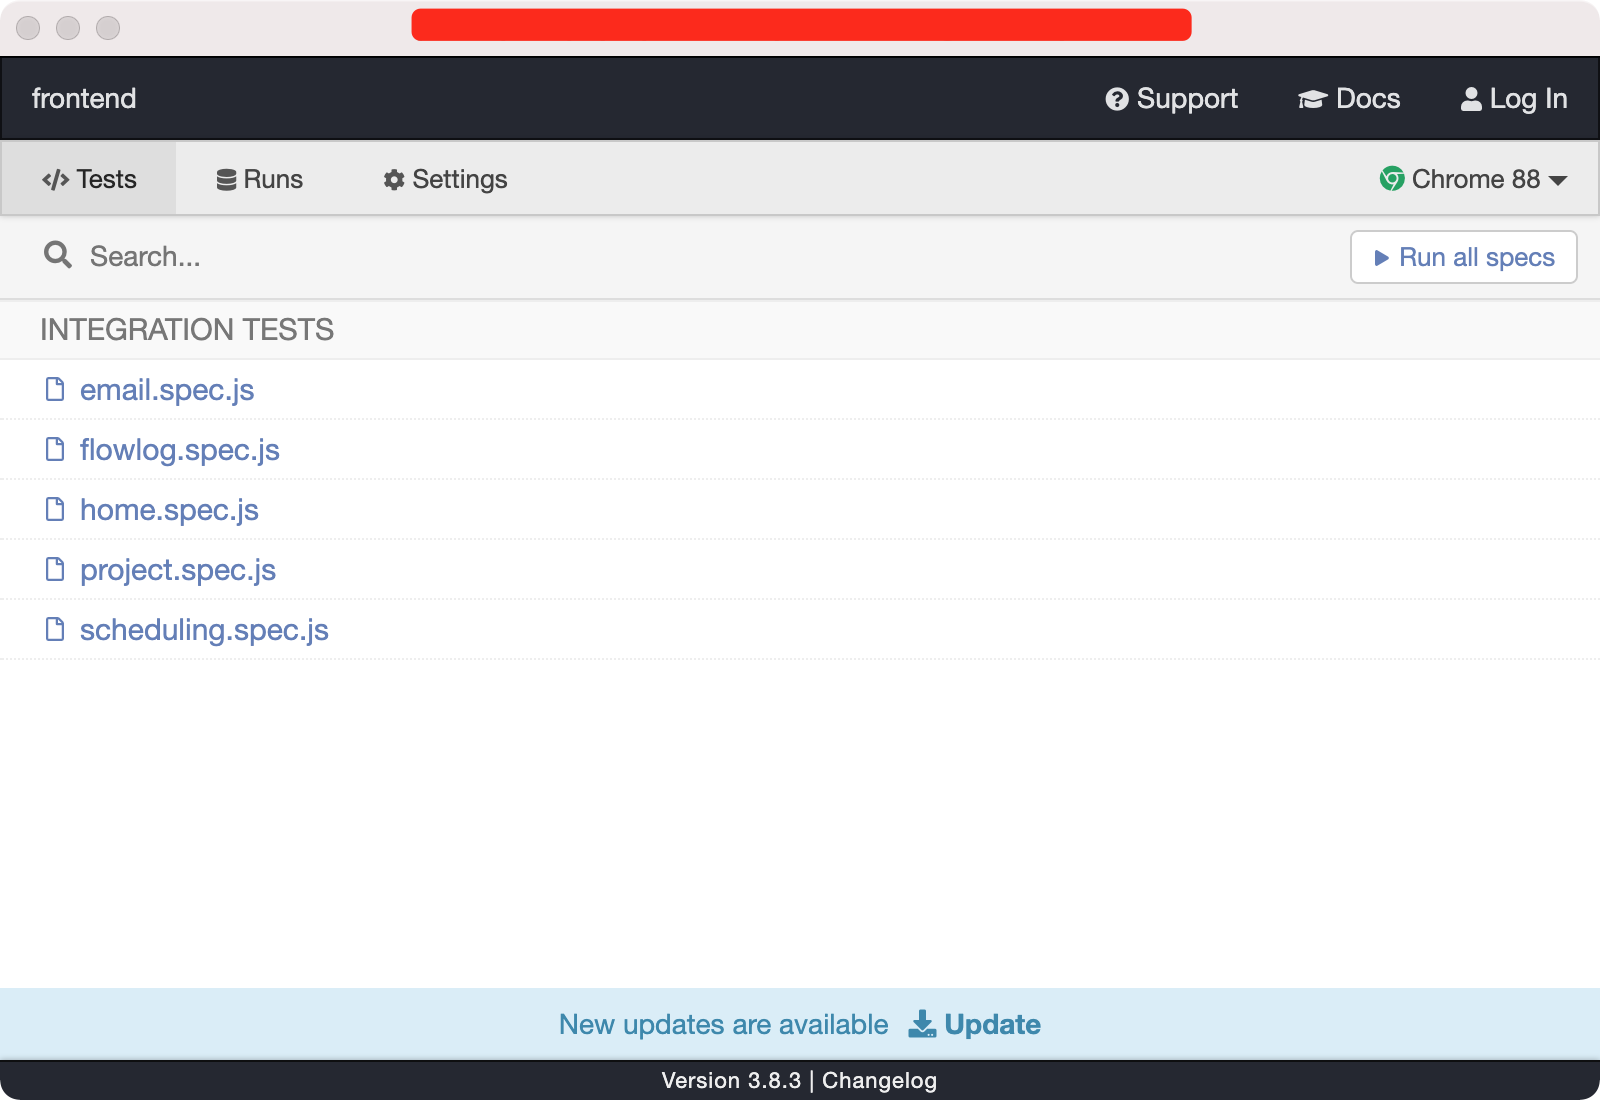 frontend
Support
Docs
Log In
Tests
Runs
Settings
Chrome 88
Search...
Run all specs
INTEGRATION TESTS
email.spec.js
flowlog.spec.js
home.spec.js
project.spec.js
scheduling.spec.js
New updates are available Update
Version 3.8.3 | Changelog